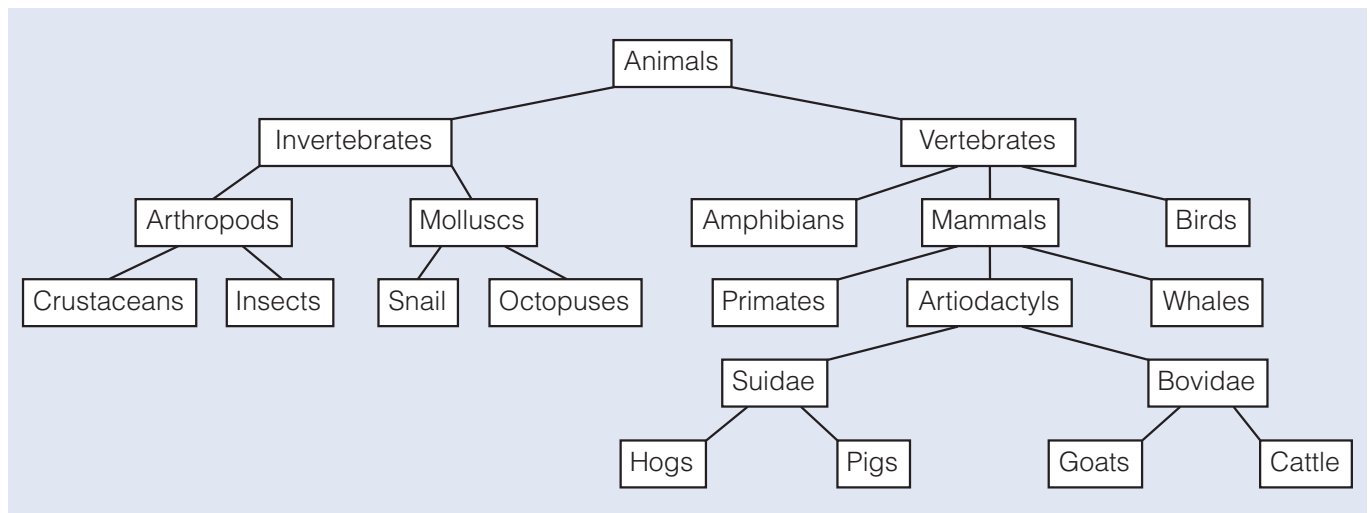 Animals
Invertebrates Vertebrates
Arthropods Molluscs Amphibians Mammals Birds
Crustaceans Insects Snail Octopuses Primates Artiodactyls Whales
Suidae Bovidae
Hogs Pigs Goats Cattle